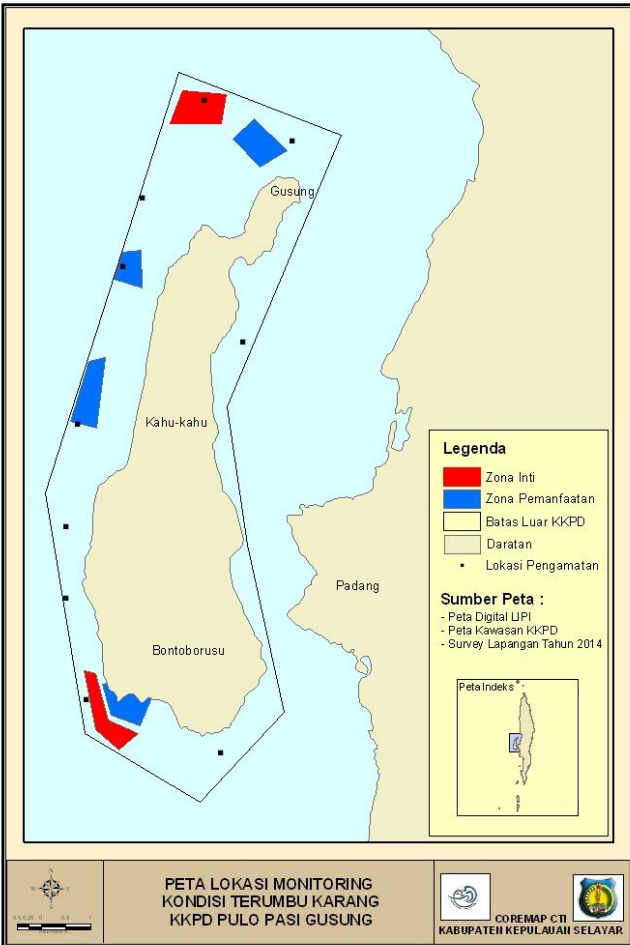 Gusung
Kahu-kahu
Padang
Bontoborusu
Legenda
Zona Inti
Zona Pemanfaatan
Batas Luar KKPD
Daratan
Lokasi Pengamatan
Sumber Peta :
- Peta Digital LIPI
- Peta Kawasan KKPD
- Survey Lapangan Tahun 2014
Peta Indeks
PETA LOKASI MONITORING
KONDISI TERUMBU KARANG
KKPD PULO PASI GUSUNG
COREMAP CTI
KABUPATEN KEPULAUAN SELAYAR